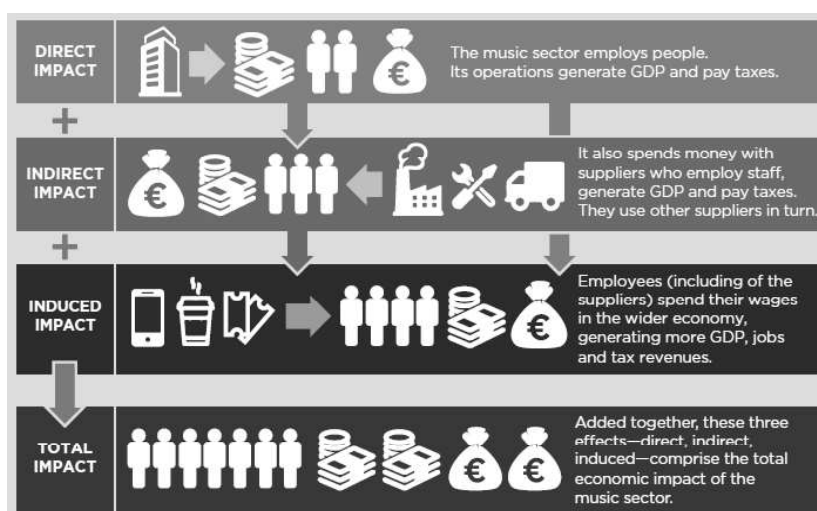 DIRECT
IMPACT
The music sector employs people.
Its operations generate GDP and pay taxes.
+
INDIRECT
IMPACT
€
It also spends money with
suppliers who employ staff,
generate GDP and pay taxes.
They use other suppliers in turn.
+
INDUCED
IMPACT
Employees (including of the
suppliers) spend their wages
in the wider economy,
generating more GDP, jobs
and tax revenues.
€
TOTAL
IMPACT
€ €
Added together, these three
effects—direct, indirect,
induced—comprise the total
economic impact of the
music sector.